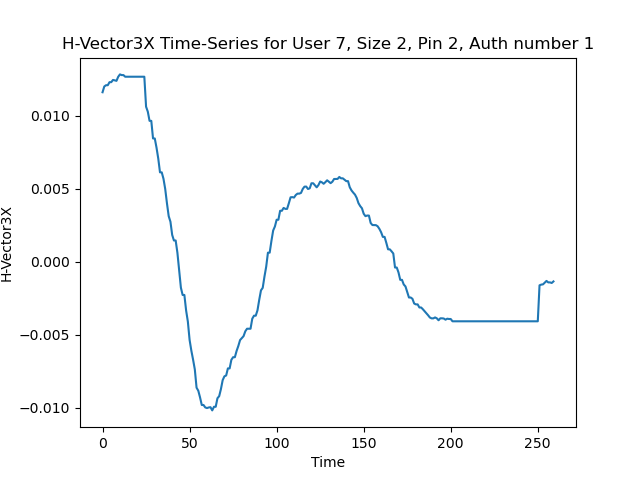 H-Vector3X Time-Series for User 7, Size 2, Pin 2, Auth number 1
H-Vector3X
0.010
0.005
0.000
−0.005
−0.010
0 50 100 150 200 250
Time